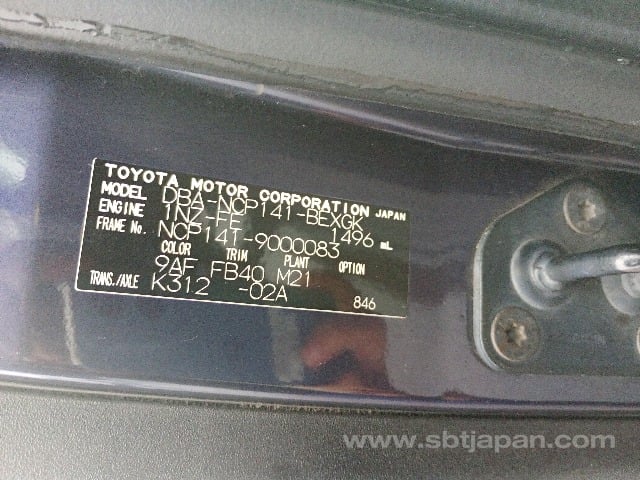 TOYOTA MOTOR CORPORATION JAPAN
MODEL DBA-NCP141-BEXGK
ENGINE 1NZ-FE 1496 mL
FRAME No. NCP141-9000083
COLOR TRIM PLANT OPTION
9AF FB40 M21
TRANS./AXLE K312 -02A 846
www.sbtjapan.com